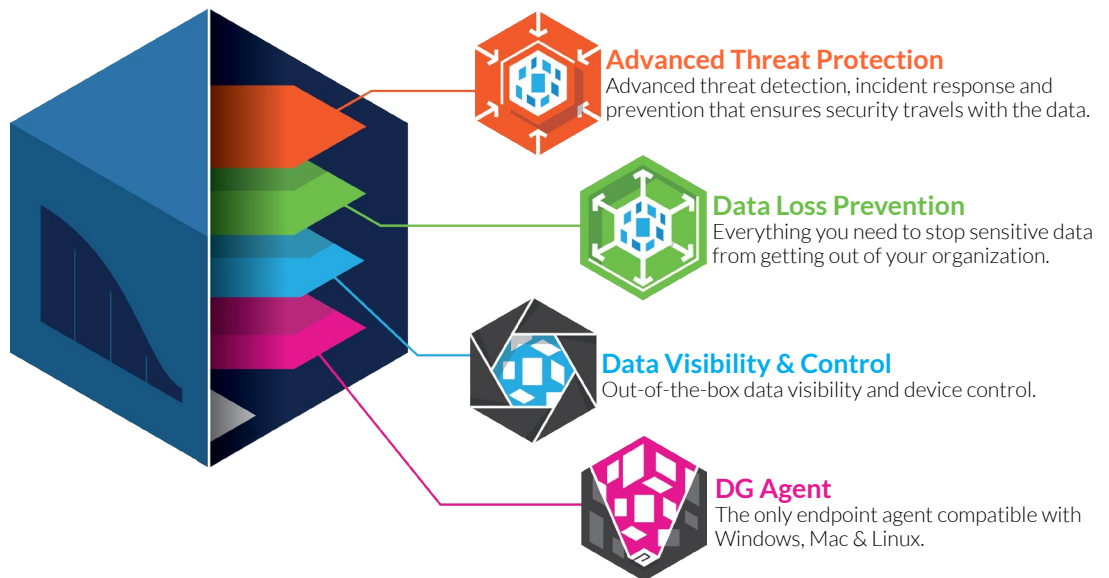 Advanced Threat Protection
Advanced threat detection, incident response and
prevention that ensures security travels with the data.
Data Loss Prevention
Everything you need to stop sensitive data
from getting out of your organization.
Data Visibility & Control
Out-of-the-box data visibility and device control.
DG Agent
The only endpoint agent compatible with
Windows, Mac & Linux.